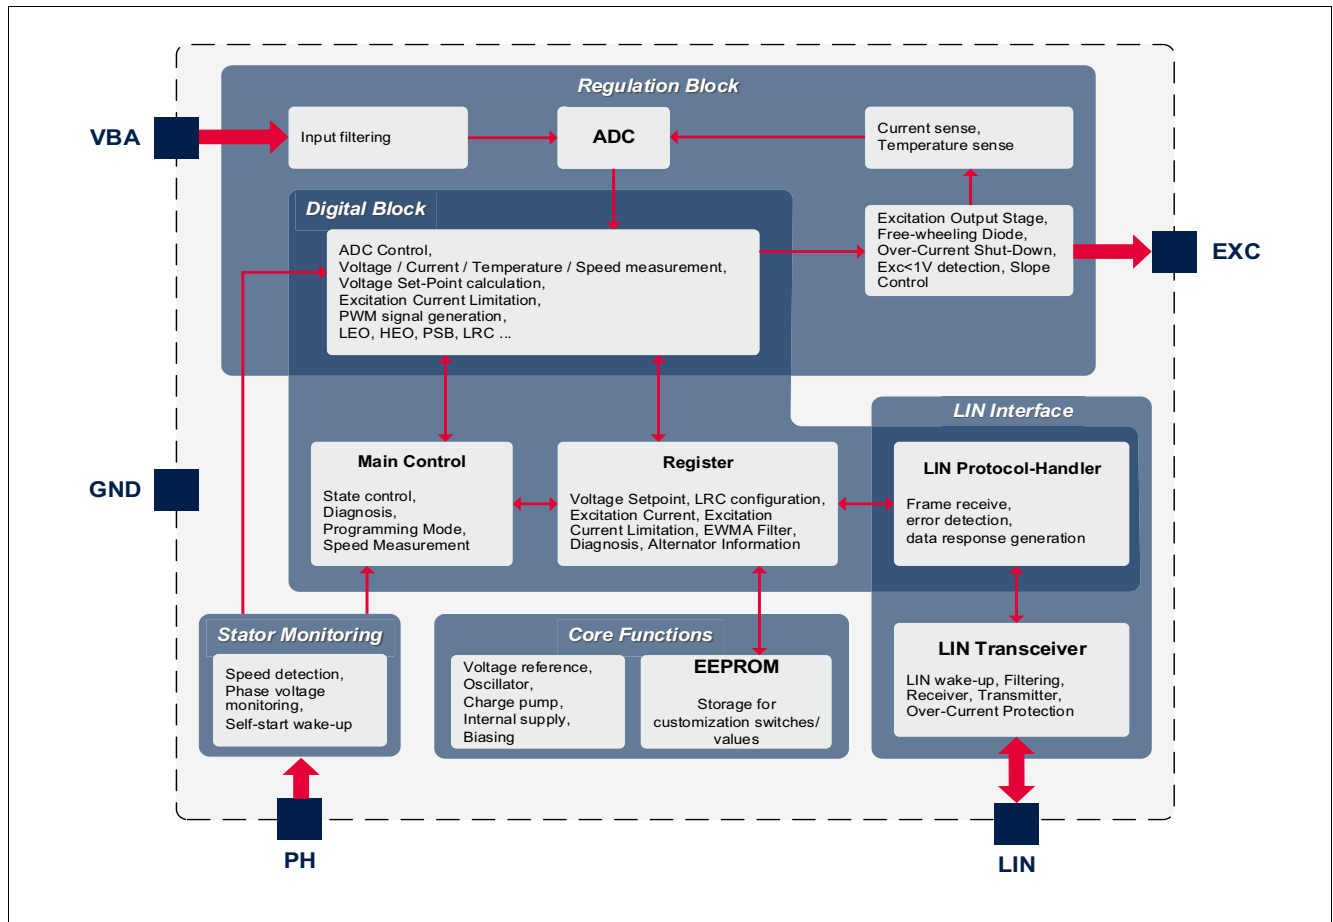 Regulation Block
VBA
Input filtering
ADC
Current sense,
Temperature sense
Digital Block
ADC Control,
Voltage / Current / Temperature / Speed measurement,
Voltage Set-Point calculation,
Excitation Current Limitation,
PWM signal generation,
LEO, HEO, PSB, LRC ...
Excitation Output Stage,
Free-wheeling Diode,
Over-Current Shut-Down,
Exc<1V detection, Slope
Control
EXC
LIN Interface
GND
Main Control
State control,
Diagnosis,
Programming Mode,
Speed Measurement
Register
Voltage Setpoint, LRC configuration,
Excitation Current, Excitation
Current Limitation, EWMA Filter,
Diagnosis, Alternator Information
LIN Protocol-Handler
Frame receive,
error detection,
data response generation
Stator Monitoring
Speed detection,
Phase voltage
monitoring,
Self-start wake-up
Core Functions
Voltage reference,
Oscillator,
Charge pump,
Internal supply,
Biasing
EEPROM
Storage for
customization switches/
values
LIN Transceiver
LIN wake-up, Filtering,
Receiver, Transmitter,
Over-Current Protection
PH
LIN